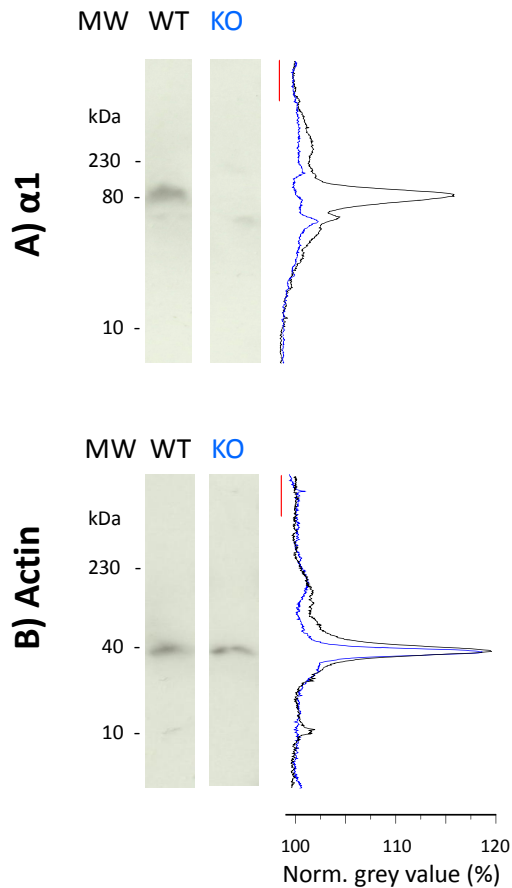 MW WT KO
kDa
230 -
80 -
10 -
A) α1
MW WT KO
kDa
230 -
40 -
10 -
B) Actin
100 110 120
Norm. grey value (%)